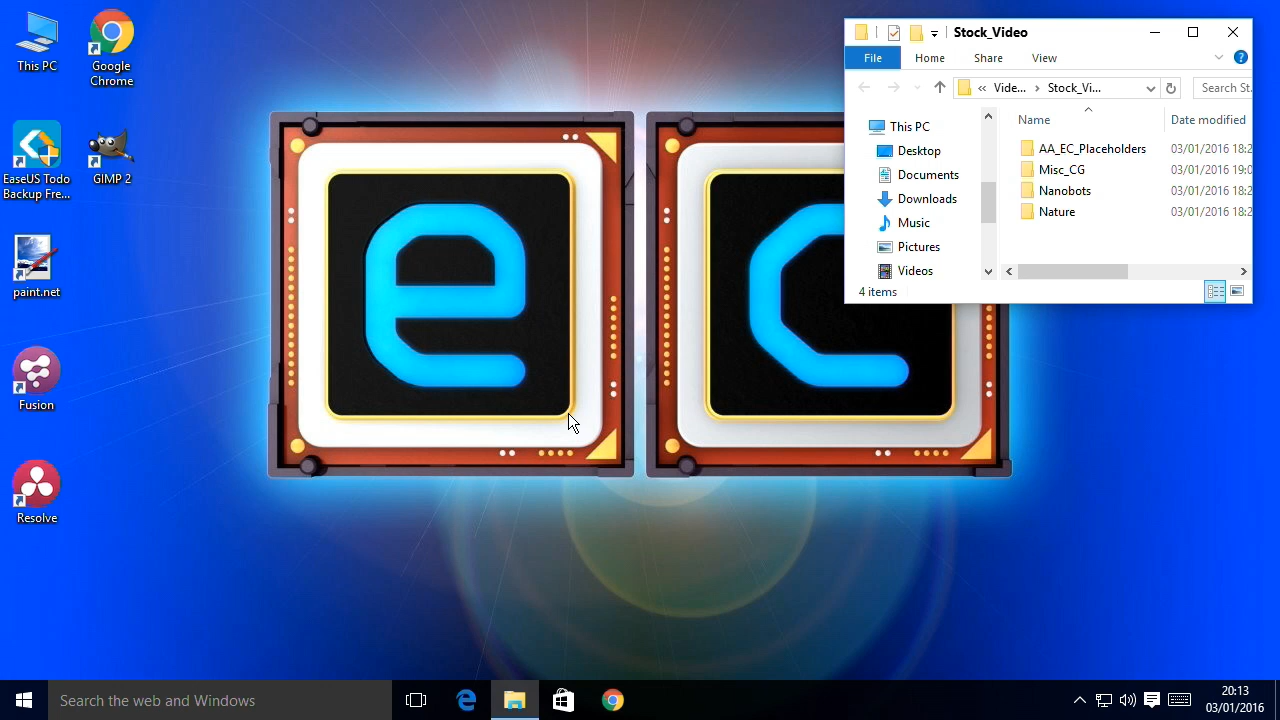 This PC
Google
Chrome
EaseUS Todo
Backup Fre...
GIMP 2
paint.net
Fusion
Resolve
e c
Stock_Video
File Home Share View
« Vide... › Stock_Vi...
Search St
Name Date modified
This PC
Desktop
Documents
Downloads
Music
Pictures
Videos
AA_EC_Placeholders 03/01/2016 18:2
Misc_CG 03/01/2016 19:0
Nanobots 03/01/2016 18:2
Nature 03/01/2016 18:2
4 items
Search the web and Windows
20:13
03/01/2016